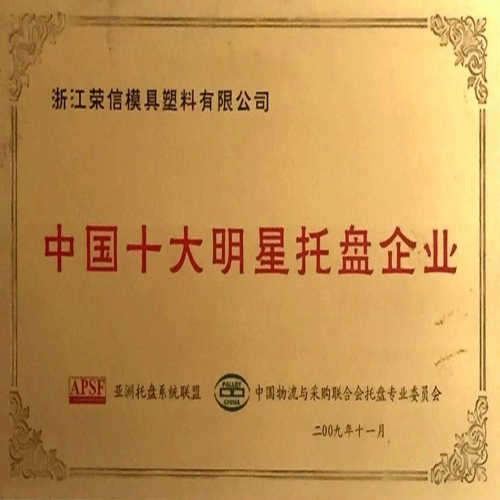 浙江荣信模具塑料有限公司
中国十大明星托盘企业
APSF 亚洲托盘系统联盟 PALLET CHINA 中国物流与采购联合会托盘专业委员会
二00九年十一月